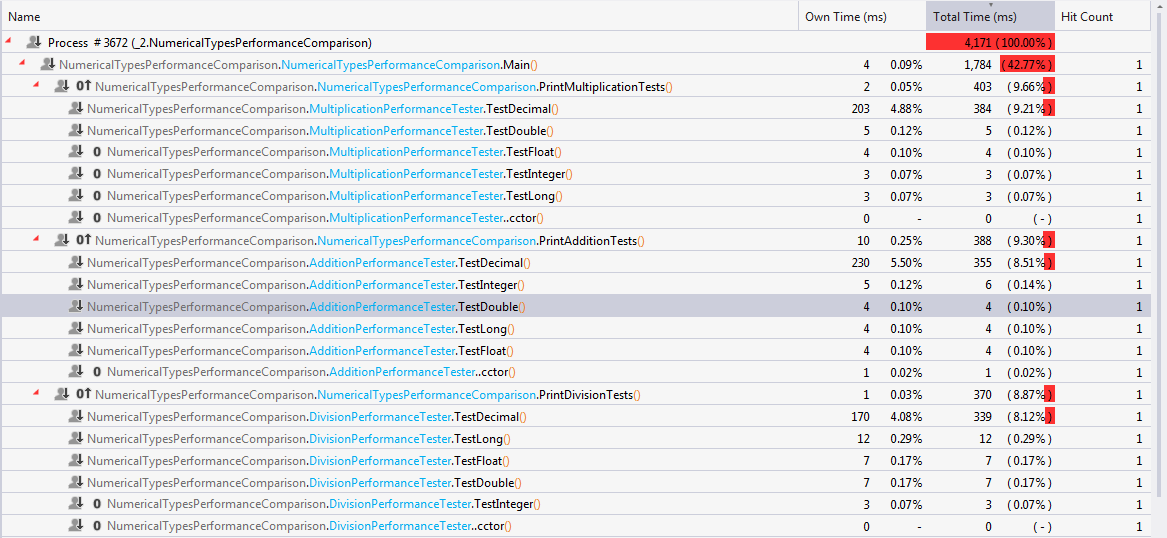 Name Own Time (ms) Total Time (ms) Hit Count
Process # 3672 (_2.NumericalTypesPerformanceComparison) 4,171 (100.00%)
NumericalTypesPerformanceComparison.NumericalTypesPerformanceComparison.Main() 4 0.09% 1,784 (42.77%) 1
0 NumericalTypesPerformanceComparison.NumericalTypesPerformanceComparison.PrintMultiplicationTests() 2 0.05% 403 (9.66%) 1
NumericalTypesPerformanceComparison.MultiplicationPerformanceTester.TestDecimal() 203 4.88% 384 (9.21%) 1
NumericalTypesPerformanceComparison.MultiplicationPerformanceTester.TestDouble() 5 0.12% 5 (0.12%) 1
0 NumericalTypesPerformanceComparison.MultiplicationPerformanceTester.TestFloat() 4 0.10% 4 (0.10%) 1
0 NumericalTypesPerformanceComparison.MultiplicationPerformanceTester.TestInteger() 3 0.07% 3 (0.07%) 1
0 NumericalTypesPerformanceComparison.MultiplicationPerformanceTester.TestLong() 3 0.07% 3 (0.07%) 1
0 NumericalTypesPerformanceComparison.MultiplicationPerformanceTester..cctor() 0 - 0 (-) 1
0 NumericalTypesPerformanceComparison.NumericalTypesPerformanceComparison.PrintAdditionTests() 10 0.25% 388 (9.30%) 1
NumericalTypesPerformanceComparison.AdditionPerformanceTester.TestDecimal() 230 5.50% 355 (8.51%) 1
NumericalTypesPerformanceComparison.AdditionPerformanceTester.TestInteger() 5 0.12% 6 (0.14%) 1
NumericalTypesPerformanceComparison.AdditionPerformanceTester.TestDouble() 4 0.10% 4 (0.10%) 1
NumericalTypesPerformanceComparison.AdditionPerformanceTester.TestLong() 4 0.10% 4 (0.10%) 1
NumericalTypesPerformanceComparison.AdditionPerformanceTester.TestFloat() 4 0.10% 4 (0.10%) 1
0 NumericalTypesPerformanceComparison.AdditionPerformanceTester..cctor() 1 0.02% 1 (0.02%) 1
0 NumericalTypesPerformanceComparison.NumericalTypesPerformanceComparison.PrintDivisionTests() 1 0.03% 370 (8.87%) 1
NumericalTypesPerformanceComparison.DivisionPerformanceTester.TestDecimal() 170 4.08% 339 (8.12%) 1
NumericalTypesPerformanceComparison.DivisionPerformanceTester.TestLong() 12 0.29% 12 (0.29%) 1
NumericalTypesPerformanceComparison.DivisionPerformanceTester.TestFloat() 7 0.17% 7 (0.17%) 1
NumericalTypesPerformanceComparison.DivisionPerformanceTester.TestDouble() 7 0.17% 7 (0.17%) 1
0 NumericalTypesPerformanceComparison.DivisionPerformanceTester.TestInteger() 3 0.07% 3 (0.07%) 1
0 NumericalTypesPerformanceComparison.DivisionPerformanceTester..cctor() 0 - 0 (-) 1